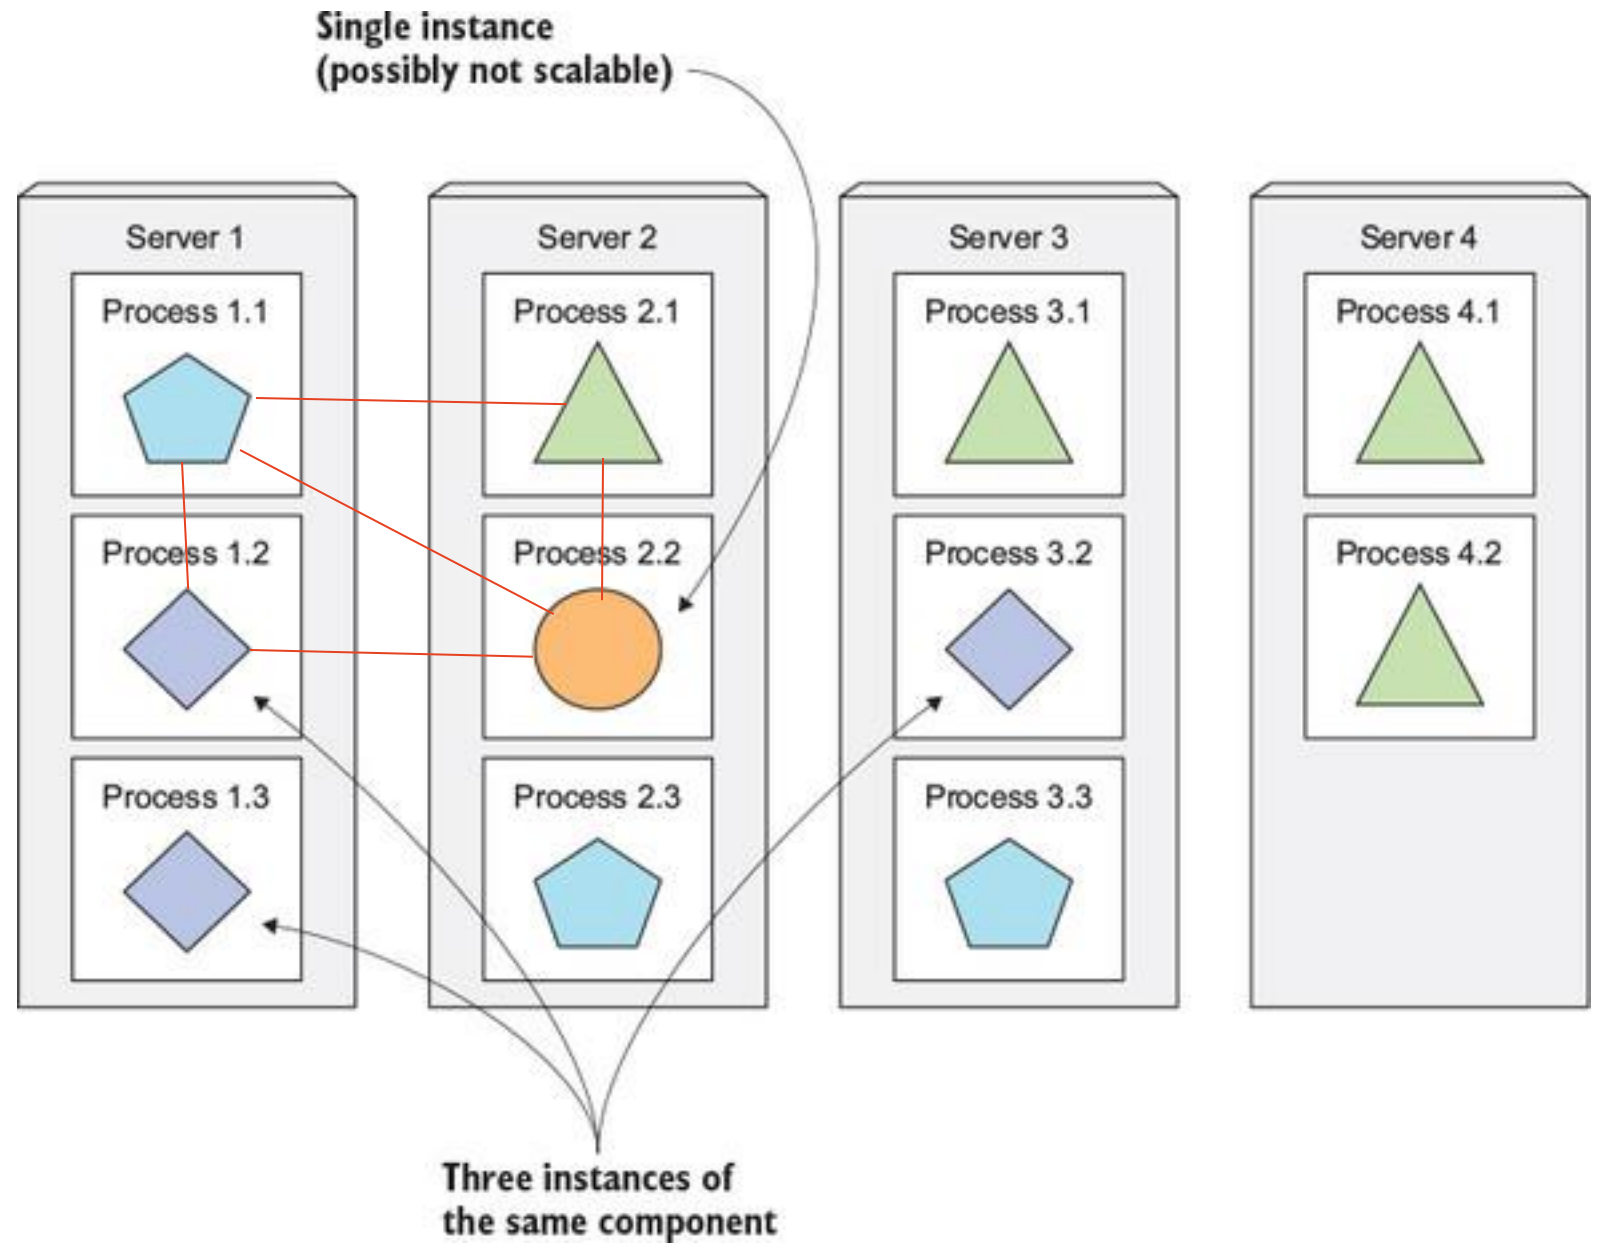 Single instance
(possibly not scalable)
Server 1
Process 1.1
Process 1.2
Process 1.3
Server 2
Process 2.1
Process 2.2
Process 2.3
Server 3
Process 3.1
Process 3.2
Process 3.3
Server 4
Process 4.1
Process 4.2
Three instances of
the same component